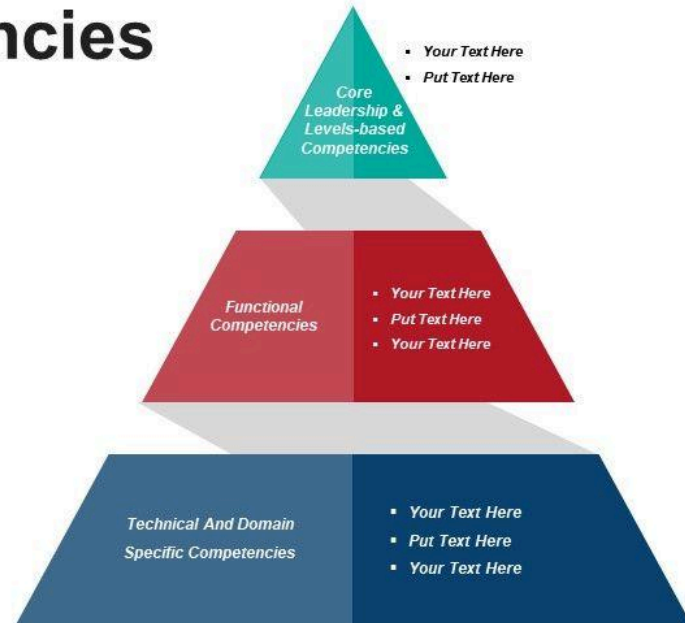 ncies
▪ Your Text Here
▪ Put Text Here
Core
Leadership &
Levels-based
Competencies
Functional
Competencies
▪ Your Text Here
▪ Put Text Here
▪ Your Text Here
Technical And Domain
Specific Competencies
▪ Your Text Here
▪ Put Text Here
▪ Your Text Here